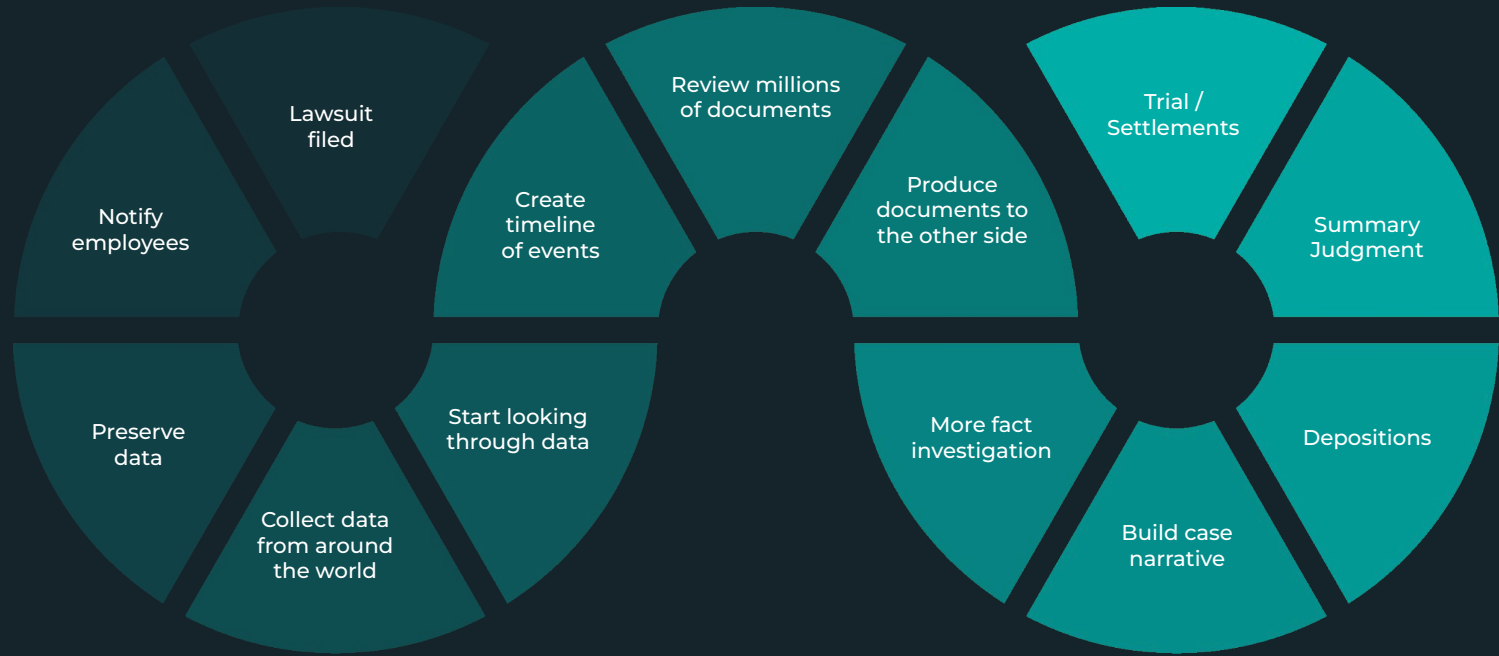 Lawsuit
filed
Notify
employees
Preserve
data
Collect data
from around
the world
Start looking
through data
Create
timeline
of events
Review millions
of documents
Produce
documents to
the other side
More fact
investigation
Build case
narrative
Depositions
Summary
Judgment
Trial /
Settlements